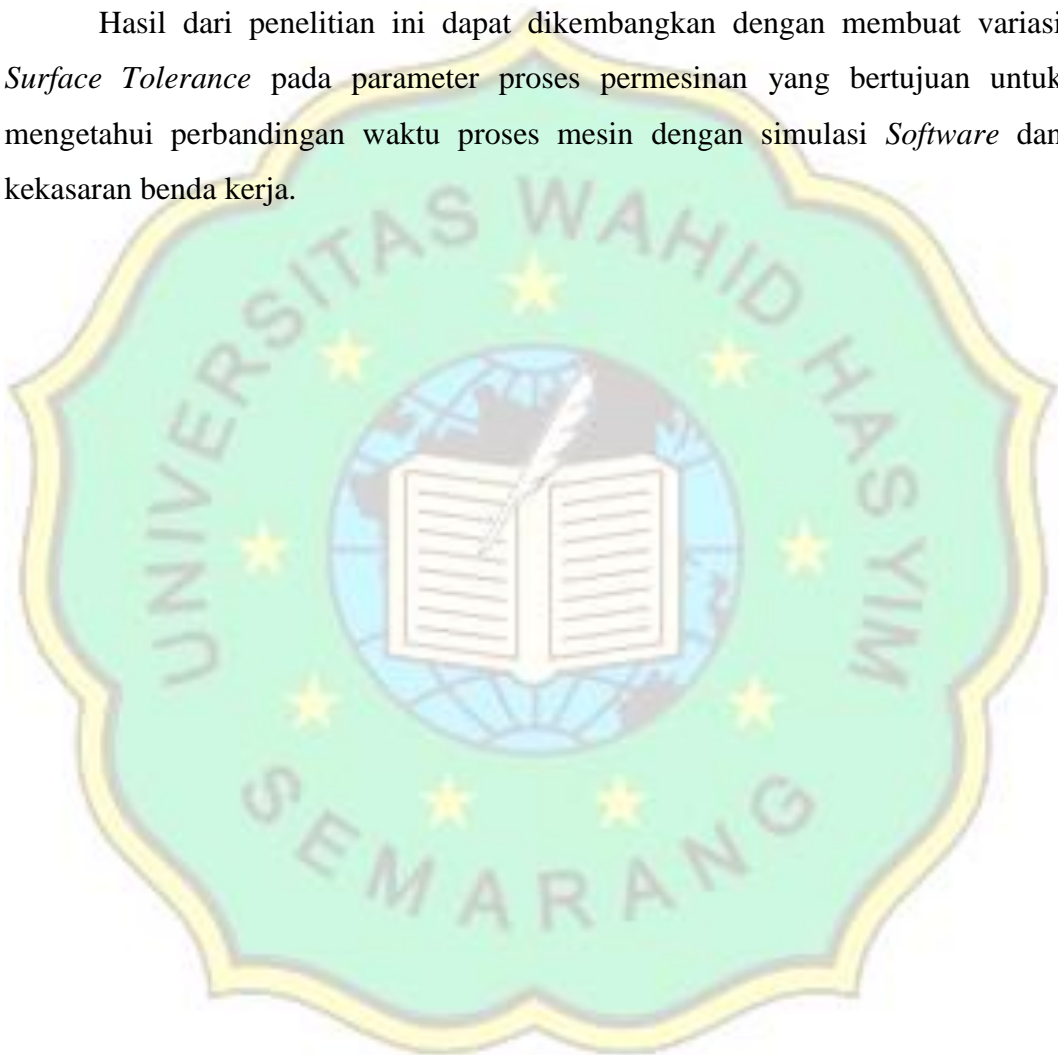 Hasil dari penelitian ini dapat dikembangkan dengan membuat variasi
Surface Tolerance pada parameter proses permesinan yang bertujuan untuk
mengetahui perbandingan waktu proses mesin dengan simulasi Software dan
kekasaran benda kerja.
UNIVERSITAS WAHID HASYIM
SEMARANG